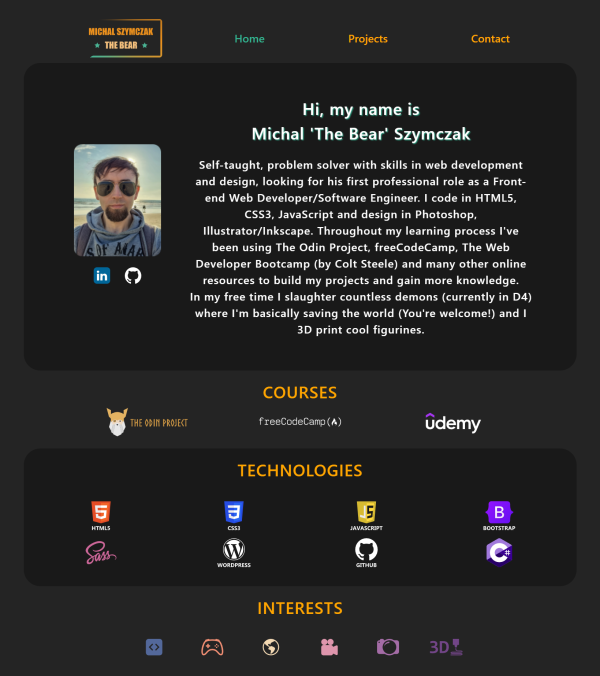 MICHAL SZYMCZAK
THE BEAR
Home
Projects
Contact
Hi, my name is
Michal 'The Bear' Szymczak
Self-taught, problem solver with skills in web development
and design, looking for his first professional role as a Front-
end Web Developer/Software Engineer. I code in HTML5,
CSS3, JavaScript and design in Photoshop,
Illustrator/Inkscape. Throughout my learning process I've
been using The Odin Project, freeCodeCamp, The Web
Developer Bootcamp (by Colt Steele) and many other online
resources to build my projects and gain more knowledge.
In my free time I slaughter countless demons (currently in D4)
where I'm basically saving the world (You're welcome!) and I
3D print cool figurines.
in
COURSES
THE ODIN PROJECT
freeCodeCamp(🔥)
udemy
TECHNOLOGIES
5
HTML5
3
CSS3
JS
JAVASCRIPT
B
BOOTSTRAP
Sass
W
WORDPRESS
GITHUB
C#
INTERESTS
3D